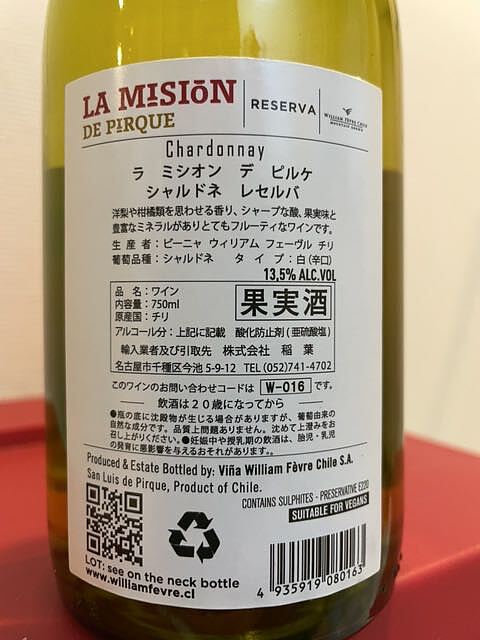 LA MISIōN
DE PIRQUE
RESERVA
WILLIAM FÈVRE CHILE
Chardonnay
ラ ミシオン デ ピルケ
シャルドネ レセルバ
洋梨や柑橘類を思わせる香り、シャープな酸、果実味と
豊富なミネラルがありとてもフルーティなワインです。
生 産 者：ビーニャ ウィリアム フェーヴル チリ
葡萄品種：シャルドネ タ イ プ：白（辛口）
13,5% ALC.VOL
品 名：ワイン
内容量：750ml
原産国：チリ
果実酒
アルコール分：上記に記載 酸化防止剤（亜硫酸塩）
輸入業者及び引取先 株式会社 稲 葉
名古屋市千種区今池 5-9-12 TEL (052)741-4702
このワインのお問い合わせコードは W-016 です。
飲酒は２０歳になってから
●瓶の底に沈殿物が生じる場合がありますが、葡萄由来の
自然な成分です。品質上問題ありません。沈めて上澄みをお
召し上がりください。●妊娠中や授乳期の飲酒は、胎児・乳児
の発育に悪影響を与えるおそれがあります。
Produced & Estate Bottled by: Viña William Fèvre Chile S.A.
San Luis de Pirque, Product of Chile.
CONTAINS SULPHITES - PRESERVATIVE E220
SUITABLE FOR VEGANS
LOT: see on the neck bottle
www.williamfevre.cl
4 935919 080163